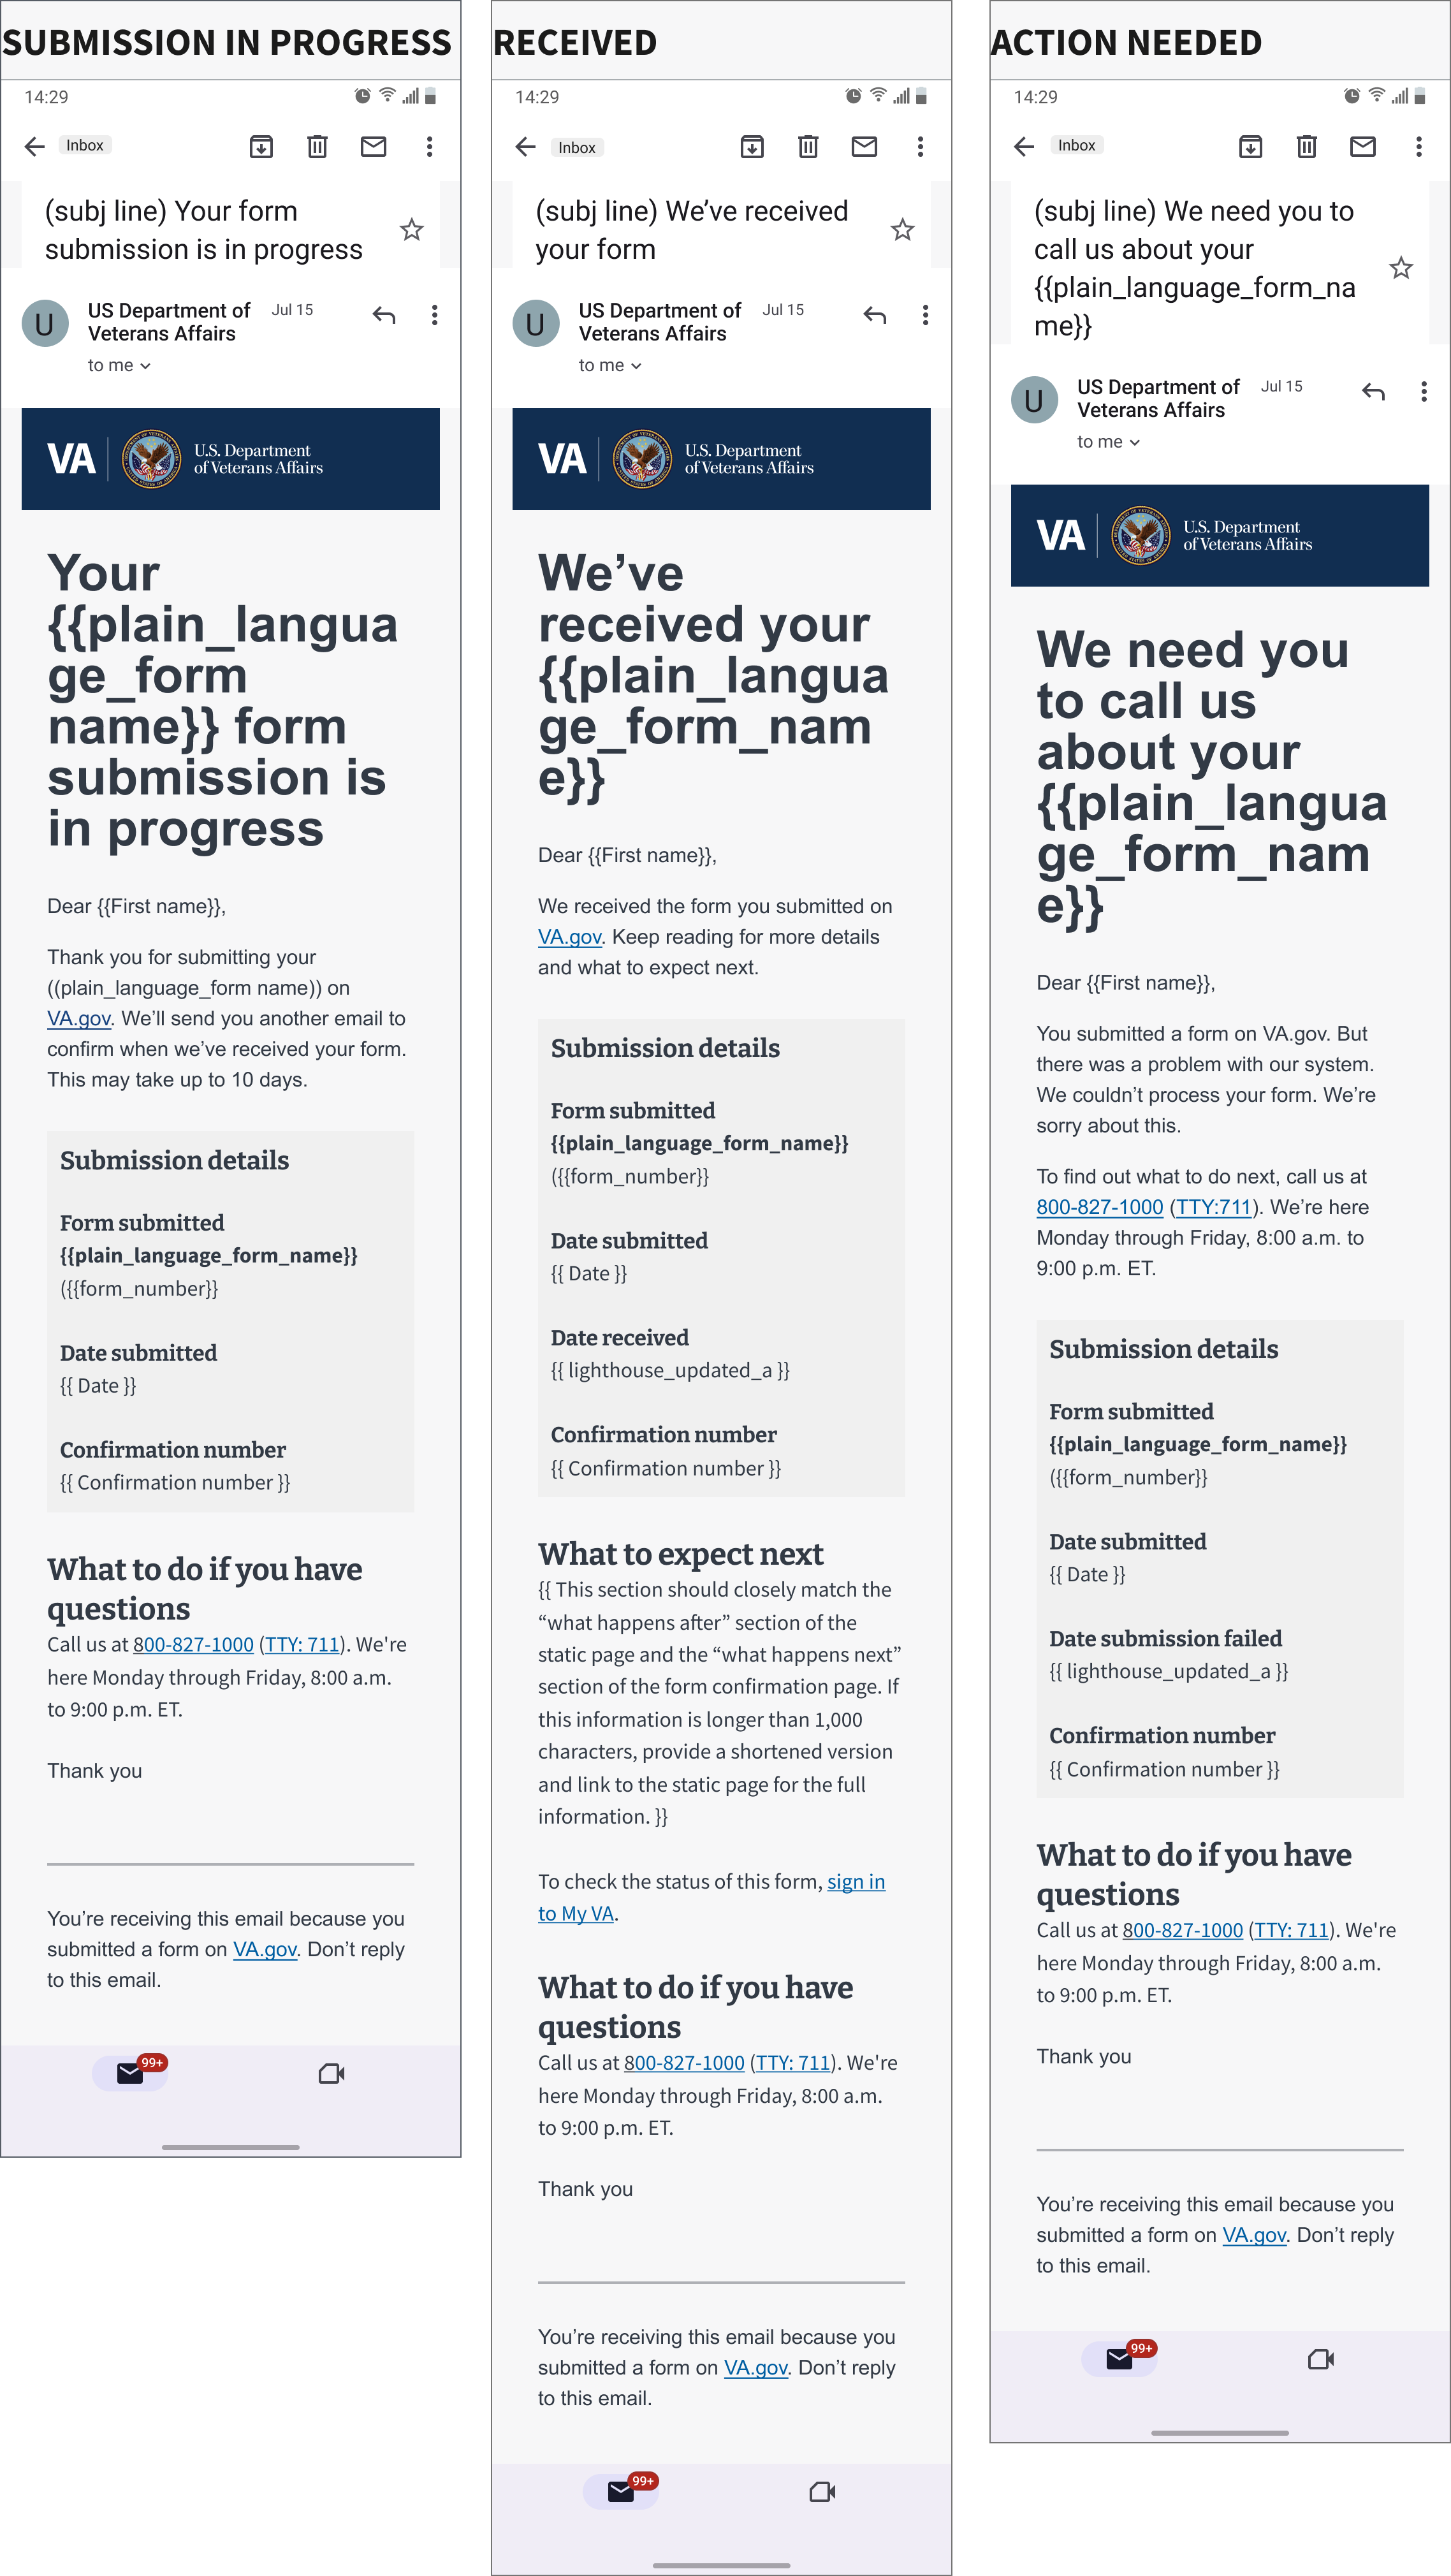 SUBMISSION IN PROGRESS
14:29
Inbox
(subj line) Your form
submission is in progress
U
US Department of
Veterans Affairs
Jul 15
to me
VA
U.S. Department
of Veterans Affairs
Your
{{plain_langua
ge_form
name}} form
submission is
in progress
Dear {{First name}},
Thank you for submitting your
((plain_language_form name)) on
VA.gov. We’ll send you another email to
confirm when we’ve received your form.
This may take up to 10 days.
Submission details
Form submitted
{{plain_language_form_name}}
({{form_number}}
Date submitted
{{ Date }}
Confirmation number
{{ Confirmation number }}
What to do if you have
questions
Call us at 800-827-1000 (TTY: 711). We're
here Monday through Friday, 8:00 a.m.
to 9:00 p.m. ET.
Thank you
You’re receiving this email because you
submitted a form on VA.gov. Don’t reply
to this email.
99+
RECEIVED
14:29
Inbox
(subj line) We’ve received
your form
U
US Department of
Veterans Affairs
Jul 15
to me
VA
U.S. Department
of Veterans Affairs
We’ve
received your
{{plain_langua
ge_form_nam
e}}
Dear {{First name}},
We received the form you submitted on
VA.gov. Keep reading for more details
and what to expect next.
Submission details
Form submitted
{{plain_language_form_name}}
({{form_number}}
Date submitted
{{ Date }}
Date received
{{ lighthouse_updated_a }}
Confirmation number
{{ Confirmation number }}
What to expect next
{{ This section should closely match the
“what happens after” section of the
static page and the “what happens next”
section of the form confirmation page. If
this information is longer than 1,000
characters, provide a shortened version
and link to the static page for the full
information. }}
To check the status of this form, sign in
to My VA.
What to do if you have
questions
Call us at 800-827-1000 (TTY: 711). We're
here Monday through Friday, 8:00 a.m.
to 9:00 p.m. ET.
Thank you
You’re receiving this email because you
submitted a form on VA.gov. Don’t reply
to this email.
99+
ACTION NEEDED
14:29
Inbox
(subj line) We need you to
call us about your
{{plain_language_form_na
me}}
U
US Department of
Veterans Affairs
Jul 15
to me
VA
U.S. Department
of Veterans Affairs
We need you
to call us
about your
{{plain_langua
ge_form_nam
e}}
Dear {{First name}},
You submitted a form on VA.gov. But
there was a problem with our system.
We couldn’t process your form. We’re
sorry about this.
To find out what to do next, call us at
800-827-1000 (TTY:711). We’re here
Monday through Friday, 8:00 a.m. to
9:00 p.m. ET.
Submission details
Form submitted
{{plain_language_form_name}}
({{form_number}}
Date submitted
{{ Date }}
Date submission failed
{{ lighthouse_updated_a }}
Confirmation number
{{ Confirmation number }}
What to do if you have
questions
Call us at 800-827-1000 (TTY: 711). We're
here Monday through Friday, 8:00 a.m.
to 9:00 p.m. ET.
Thank you
You’re receiving this email because you
submitted a form on VA.gov. Don’t reply
to this email.
99+